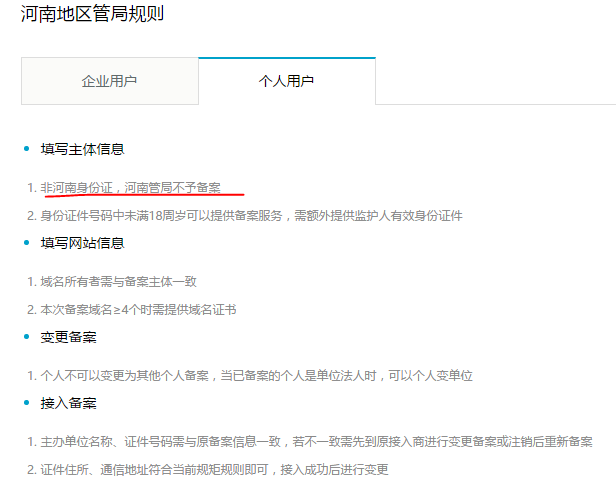 河南地区管局规则
企业用户
个人用户
填写主体信息
1. 非河南身份证，河南管局不予备案
2. 身份证件号码中未满18周岁可以提供备案服务，需额外提供监护人有效身份证件
填写网站信息
1. 域名所有者需与备案主体一致
2. 本次备案域名≥4个时需提供域名证书
变更备案
1. 个人不可以变更为其他个人备案，当已备案的个人是单位法人时，可以个人变单位
接入备案
1. 主办单位名称、证件号码需与原备案信息一致，若不一致需先到原接入商进行变更备案或注销后重新备案
2. 证件住所、通信地址符合当前规矩规则即可，接入成功后进行变更